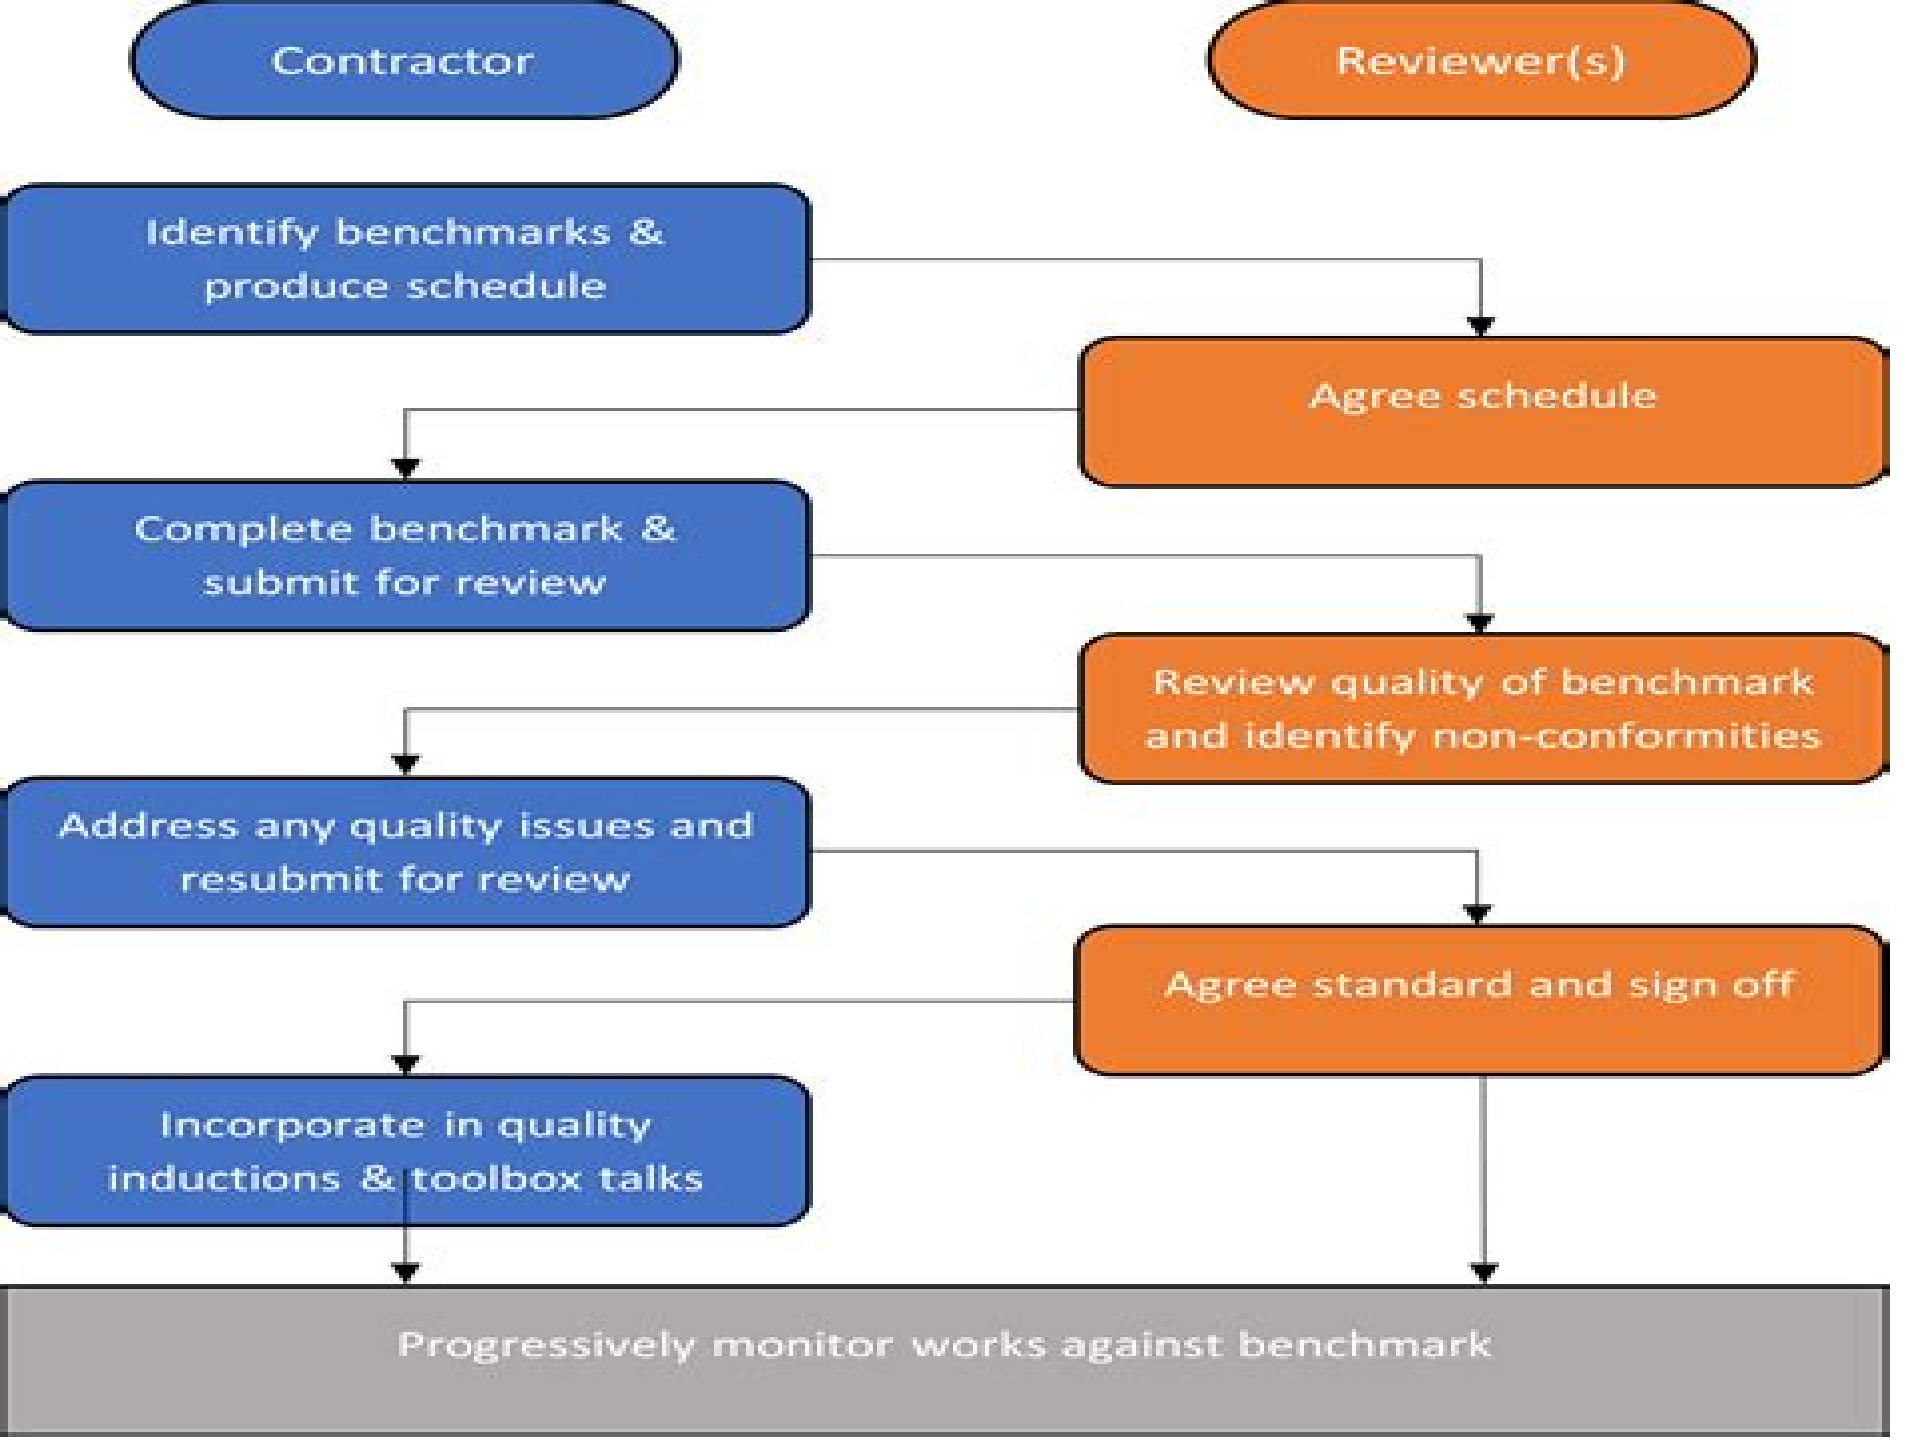 Contractor
Reviewer(s)
Identify benchmarks &
produce schedule
Agree schedule
Complete benchmark &
submit for review
Review quality of benchmark
and identify non-conformities
Address any quality issues and
resubmit for review
Agree standard and sign off
Incorporate in quality
inductions & toolbox talks
Progressively monitor works against benchmark